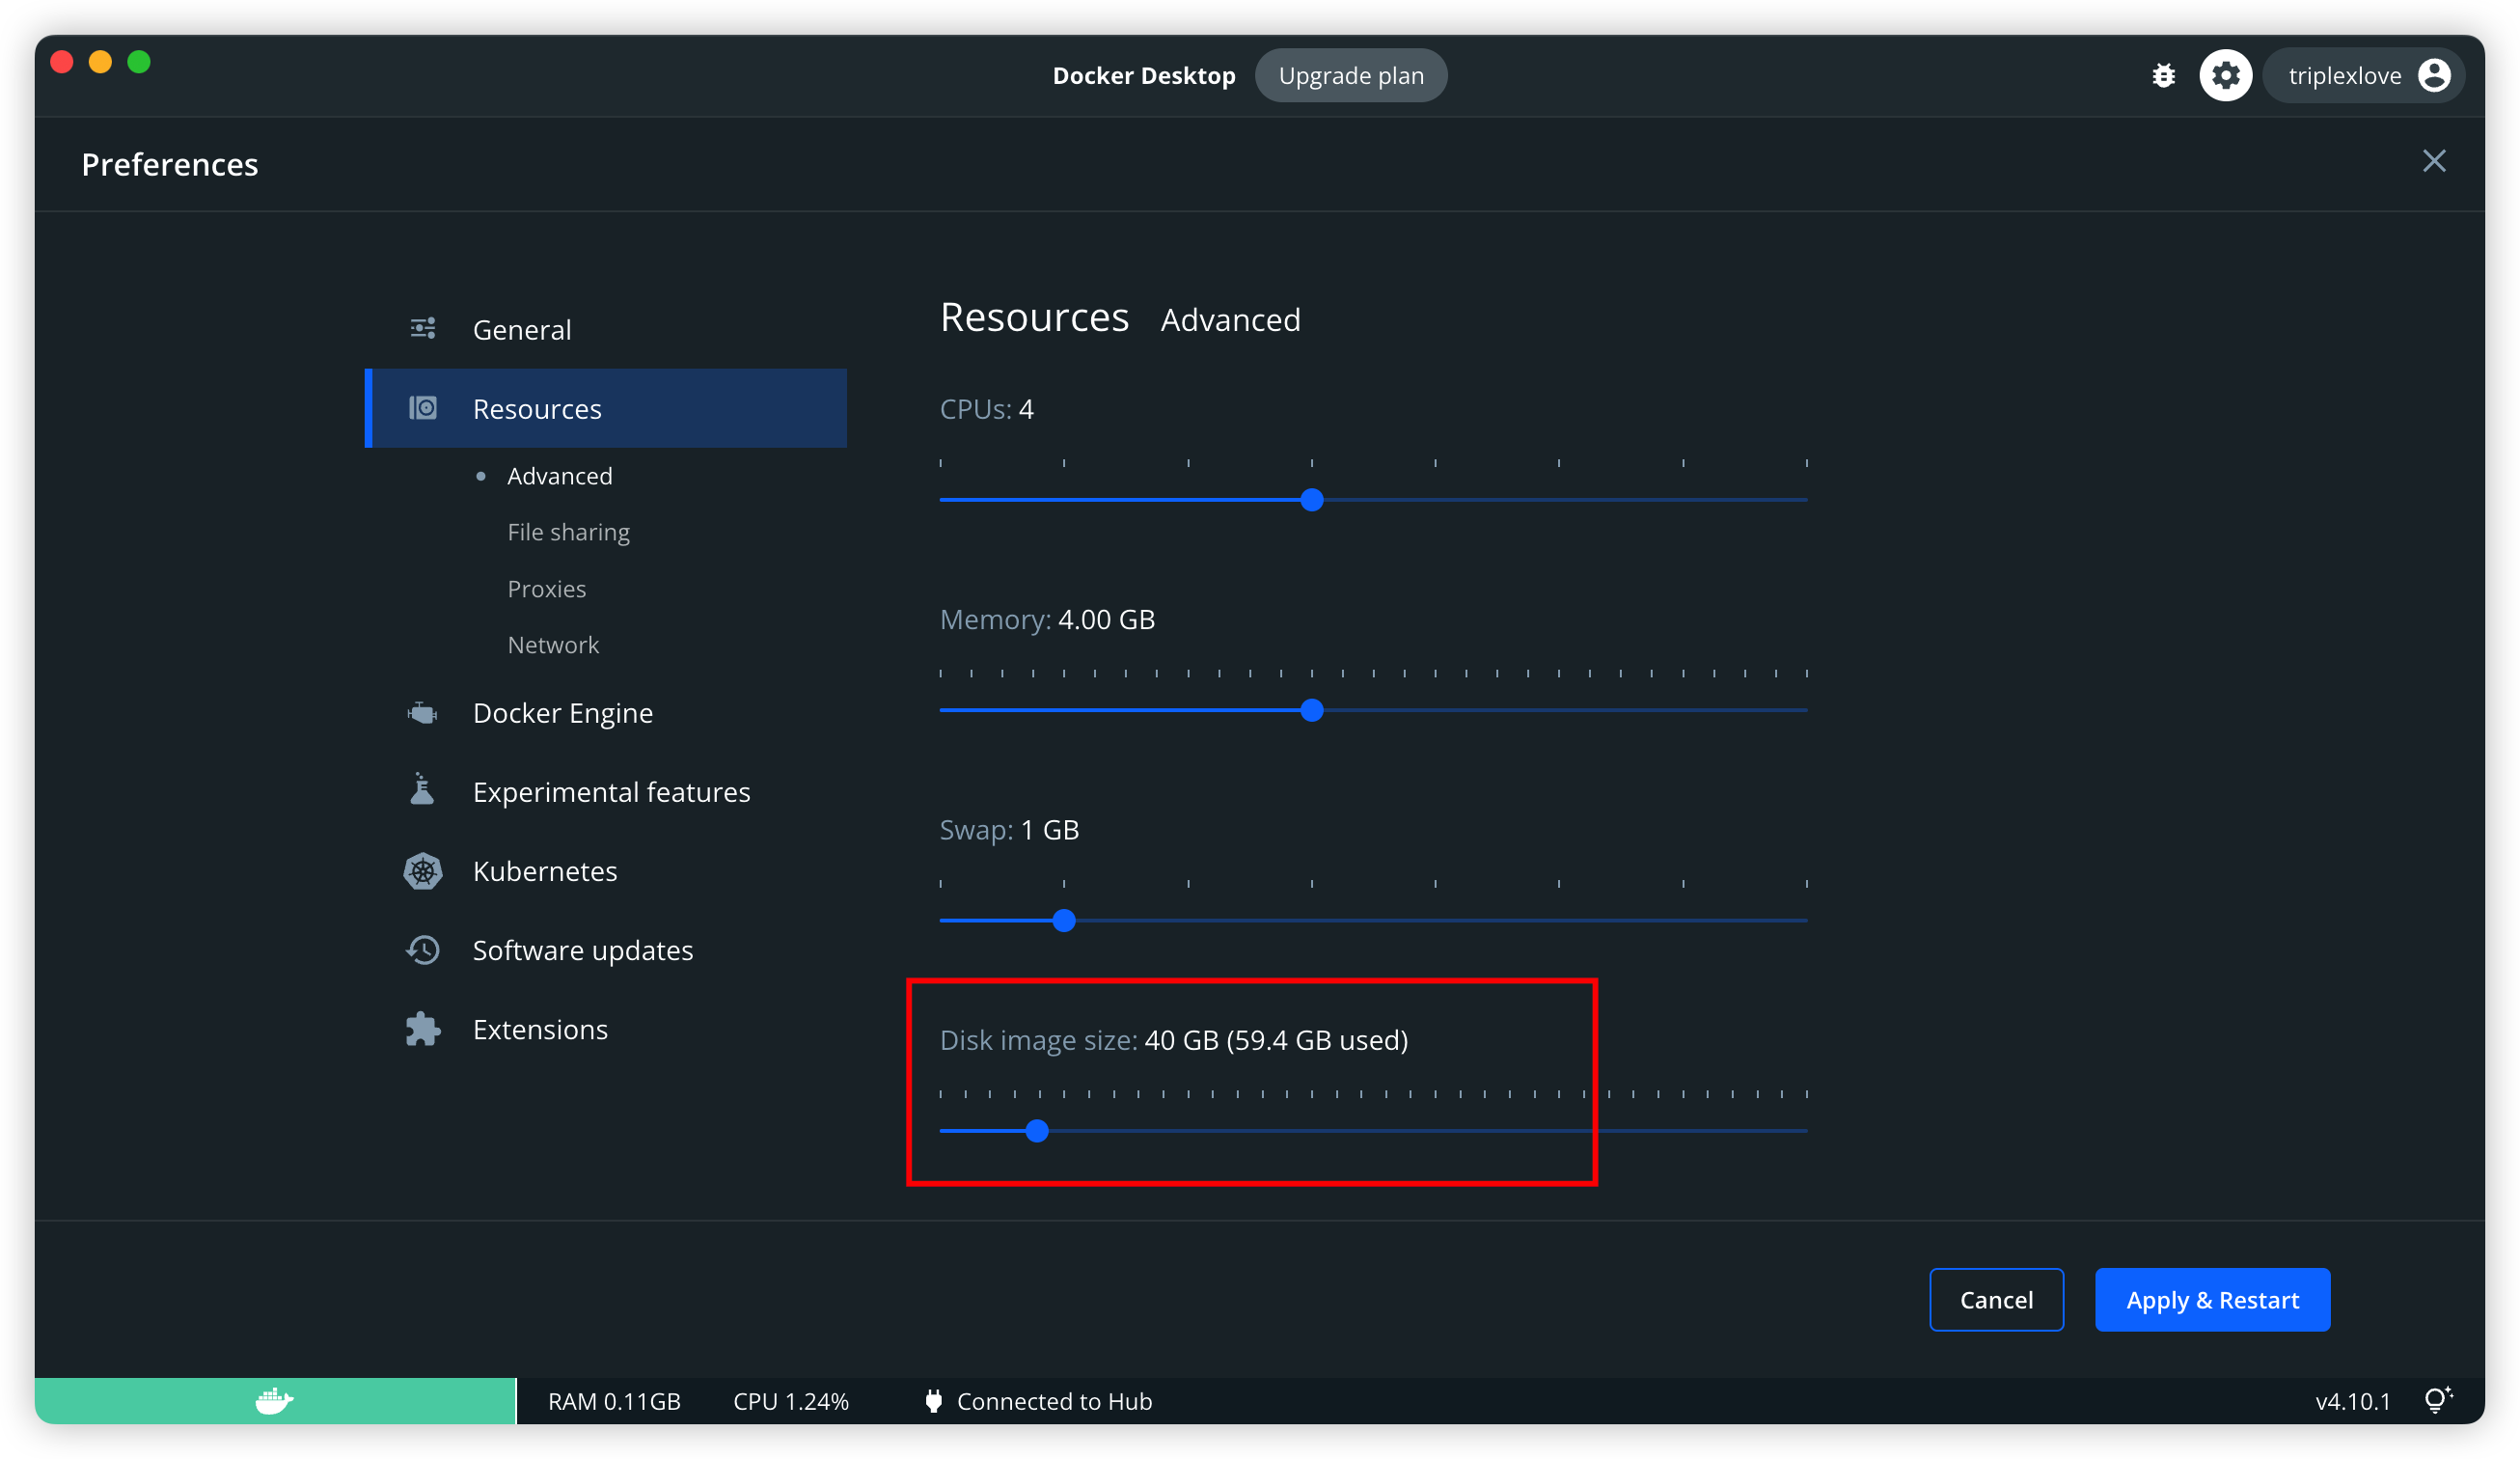 Docker Desktop
Upgrade plan
triplexlove
Preferences
General
Resources
Advanced
File sharing
Proxies
Network
Docker Engine
Experimental features
Kubernetes
Software updates
Extensions
Resources Advanced
CPUs: 4
Memory: 4.00 GB
Swap: 1 GB
Disk image size: 40 GB (59.4 GB used)
Cancel
Apply & Restart
RAM 0.11GB
CPU 1.24%
Connected to Hub
v4.10.1